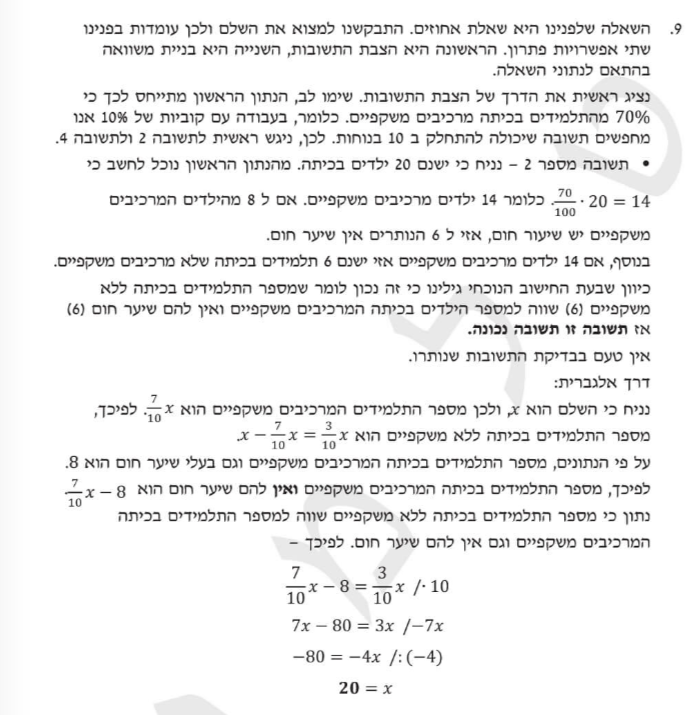 9. השאלה שלפנינו היא שאלת אחוזים. התבקשנו למצוא את השלם ולכן עומדות בפנינו
שתי אפשרויות פתרון. הראשונה היא הצבת התשובות, השנייה היא בניית משוואה
בהתאם לנתוני השאלה.
נציג ראשית את הדרך של הצבת התשובות. שימו לב, הנתון הראשון מתייחס לכך כי
70% מהתלמידים בכיתה מרכיבים משקפיים. כלומר, בעבודה עם קוביות של 10% אנו
מחפשים תשובה שיכולה להתחלק ב 10 בנוחות. לכן, ניגש ראשית לתשובה 2 ולתשובה 4.
• תשובה מספר 2 – נניח כי ישנם 20 ילדים בכיתה. מהנתון הראשון נוכל לחשב כי
70/100 · 20 = 14. כלומר 14 ילדים מרכיבים משקפיים. אם ל 8 מהילדים המרכיבים
משקפיים יש שיעור חום, אזי ל 6 הנותרים אין שיער חום.
בנוסף, אם 14 ילדים מרכיבים משקפיים אזי ישנם 6 תלמידים בכיתה שלא מרכיבים משקפיים.
כיוון שבעת החישוב הנוכחי גילינו כי זה נכון לומר שמספר התלמידים בכיתה ללא
משקפיים (6) שווה למספר הילדים בכיתה המרכיבים משקפיים ואין להם שיער חום (6)
אז תשובה זו תשובה נכונה.
אין טעם בבדיקת התשובות שנותרו.
דרך אלגברית:
נניח כי השלם הוא x, ולכן מספר התלמידים המרכיבים משקפיים הוא 7/10 x. לפיכך,
מספר התלמידים בכיתה ללא משקפיים הוא x − 7/10 x = 3/10 x.
על פי הנתונים, מספר התלמידים בכיתה המרכיבים משקפיים וגם בעלי שיער חום הוא 8.
לפיכך, מספר התלמידים בכיתה המרכיבים משקפיים ואין להם שיער חום הוא 7/10 x − 8.
נתון כי מספר התלמידים בכיתה ללא משקפיים שווה למספר התלמידים בכיתה
המרכיבים משקפיים וגם אין להם שיער חום. לפיכך –
7/10 x − 8 = 3/10 x /· 10
7x − 80 = 3x /−7x
−80 = −4x /: (−4)
20 = x